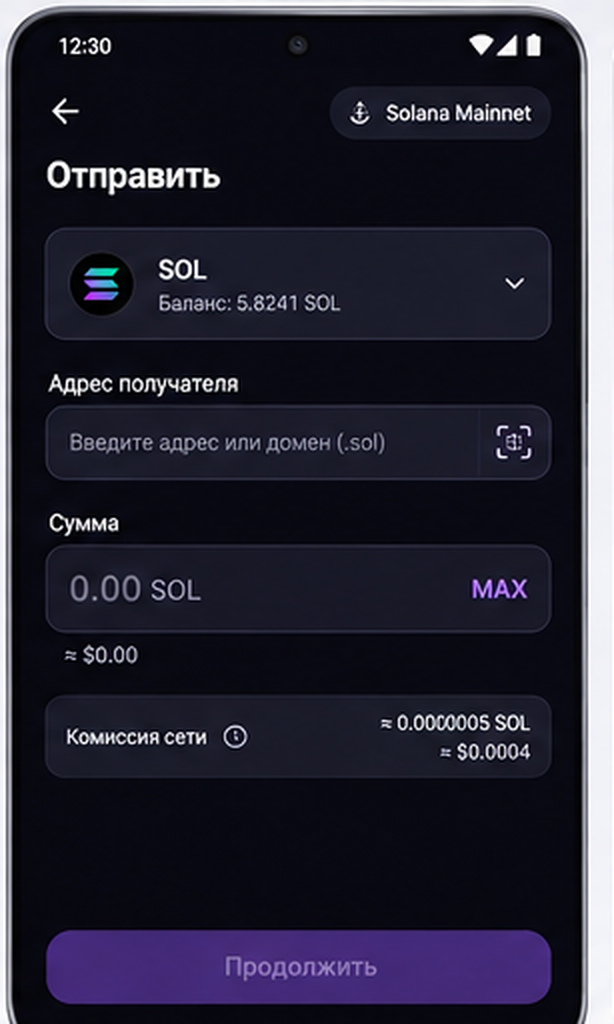 12:30
Solana Mainnet
Отправить
SOL
Баланс: 5.8241 SOL
Адрес получателя
Введите адрес или домен (.sol)
Сумма
0.00 SOL
MAX
≈ $0.00
Комиссия сети
≈ 0.0000005 SOL
≈ $0.0004
Продолжить